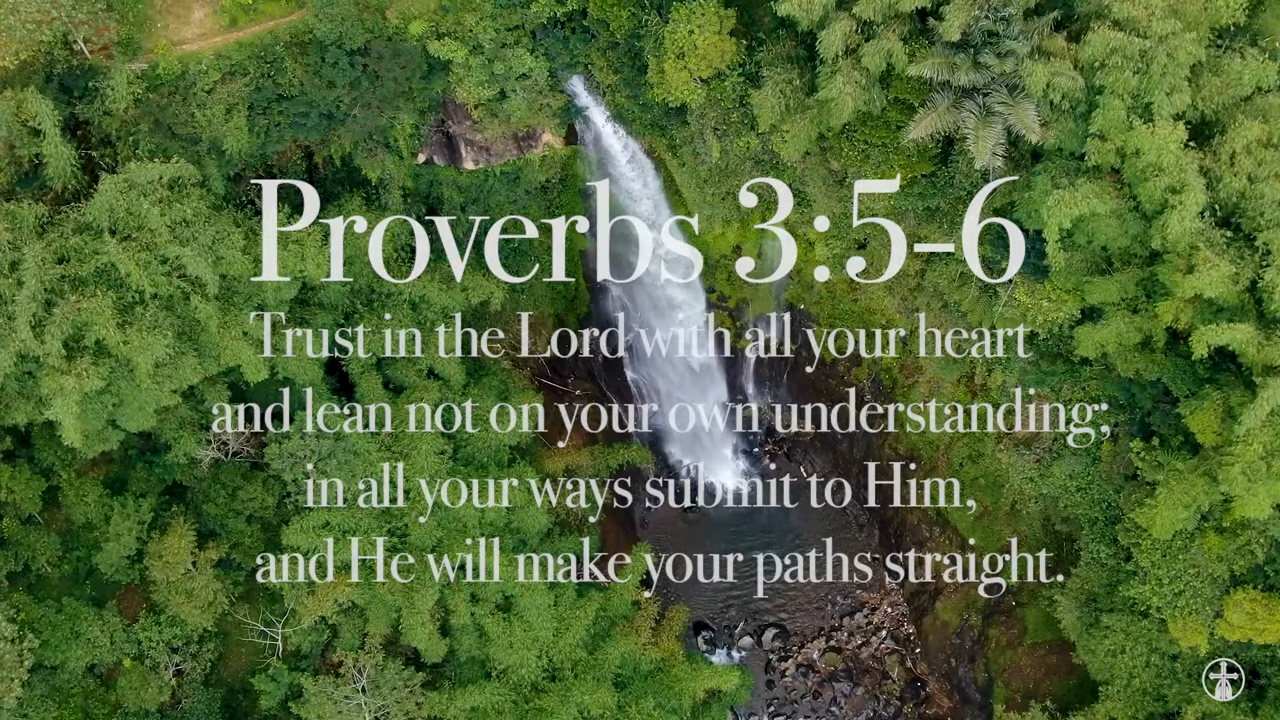 Proverbs 3:5-6
Trust in the Lord with all your heart
and lean not on your own understanding;
in all your ways submit to Him,
and He will make your paths straight.